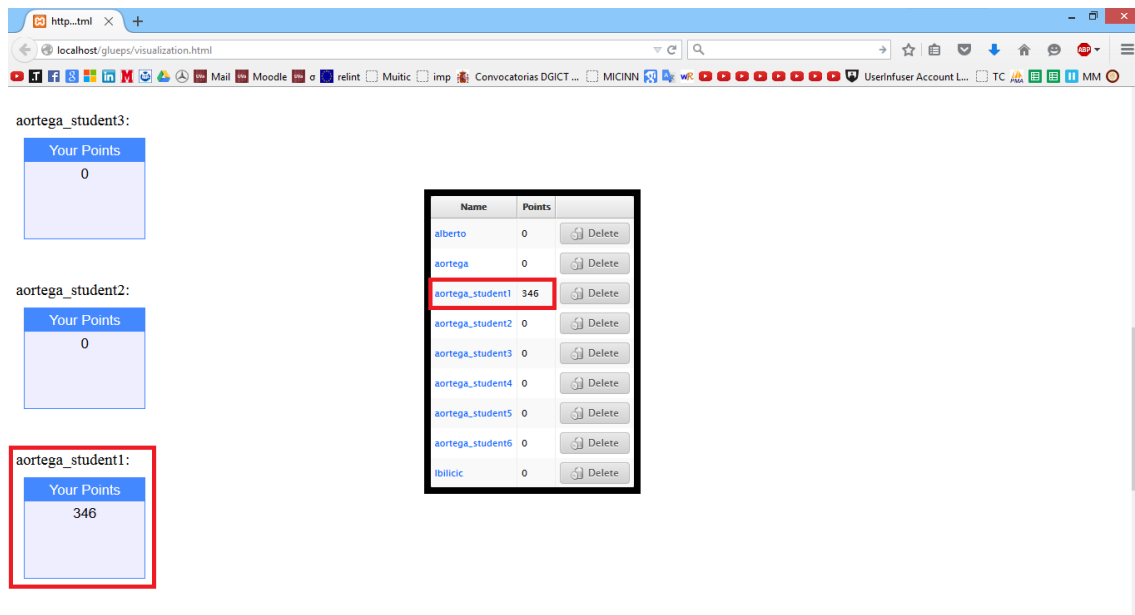 http...tml
localhost/glueps/visualization.html
Mail Moodle σ relint Muitic imp Convocatorias DGICT ... MICINN wR UserInfuser Account L... TC PMA MM
aortega_student3:
Your Points
0
aortega_student2:
Your Points
0
aortega_student1:
Your Points
346
Name Points
alberto 0 Delete
aortega 0 Delete
aortega_student1 346 Delete
aortega_student2 0 Delete
aortega_student3 0 Delete
aortega_student4 0 Delete
aortega_student5 0 Delete
aortega_student6 0 Delete
lbilicic 0 Delete